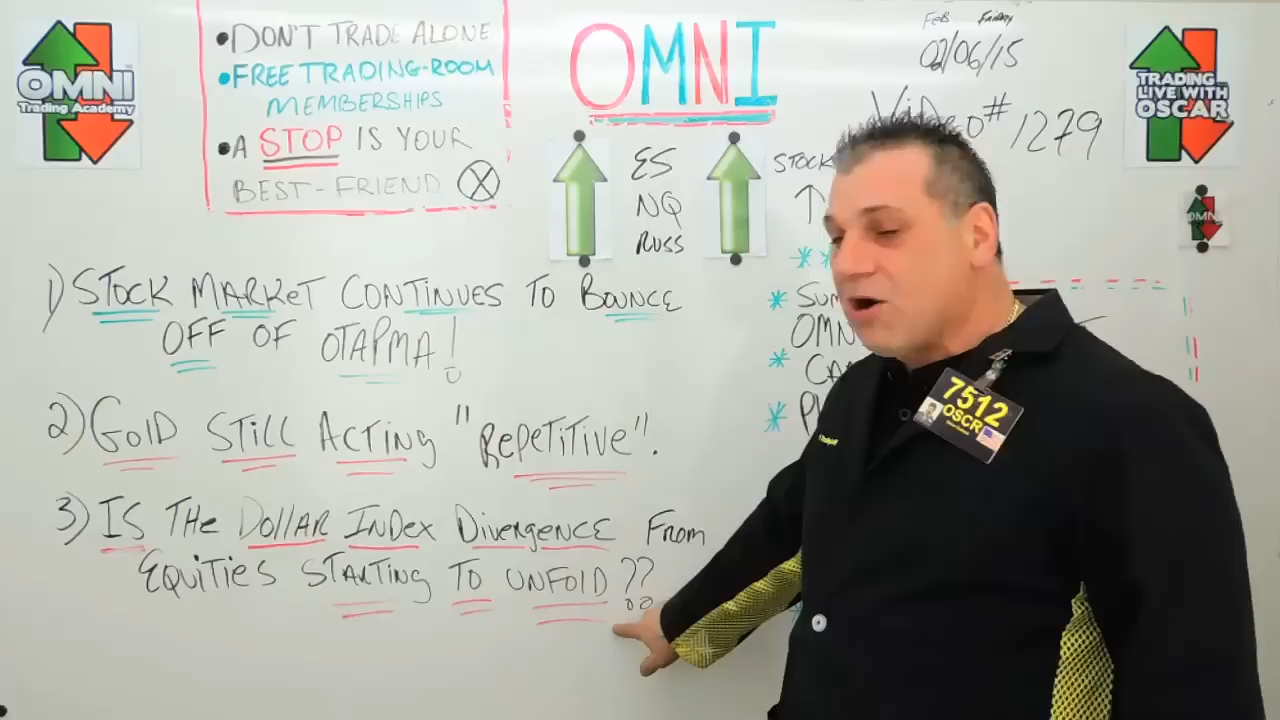 OMNI
Trading Academy
•DON'T TRADE ALONE
•FREE TRADING-ROOM
MEMBERSHIPS
•A STOP IS YOUR
BEST-FRIEND
OMNI
ES
NQ
RUSS
FEB FRIDAY
02/06/15
# 1279
STOCK
TRADING
LIVE WITH
OSCAR
OMNI
1) STOCK MARKET CONTINUES TO BOUNCE
OFF OF OTAPMA!
2) GOLD STILL ACTING "REPETITIVE".
3) IS THE DOLLAR INDEX DIVERGENCE FROM
EQUITIES STARTING TO UNFOLD??
7512
OSCR